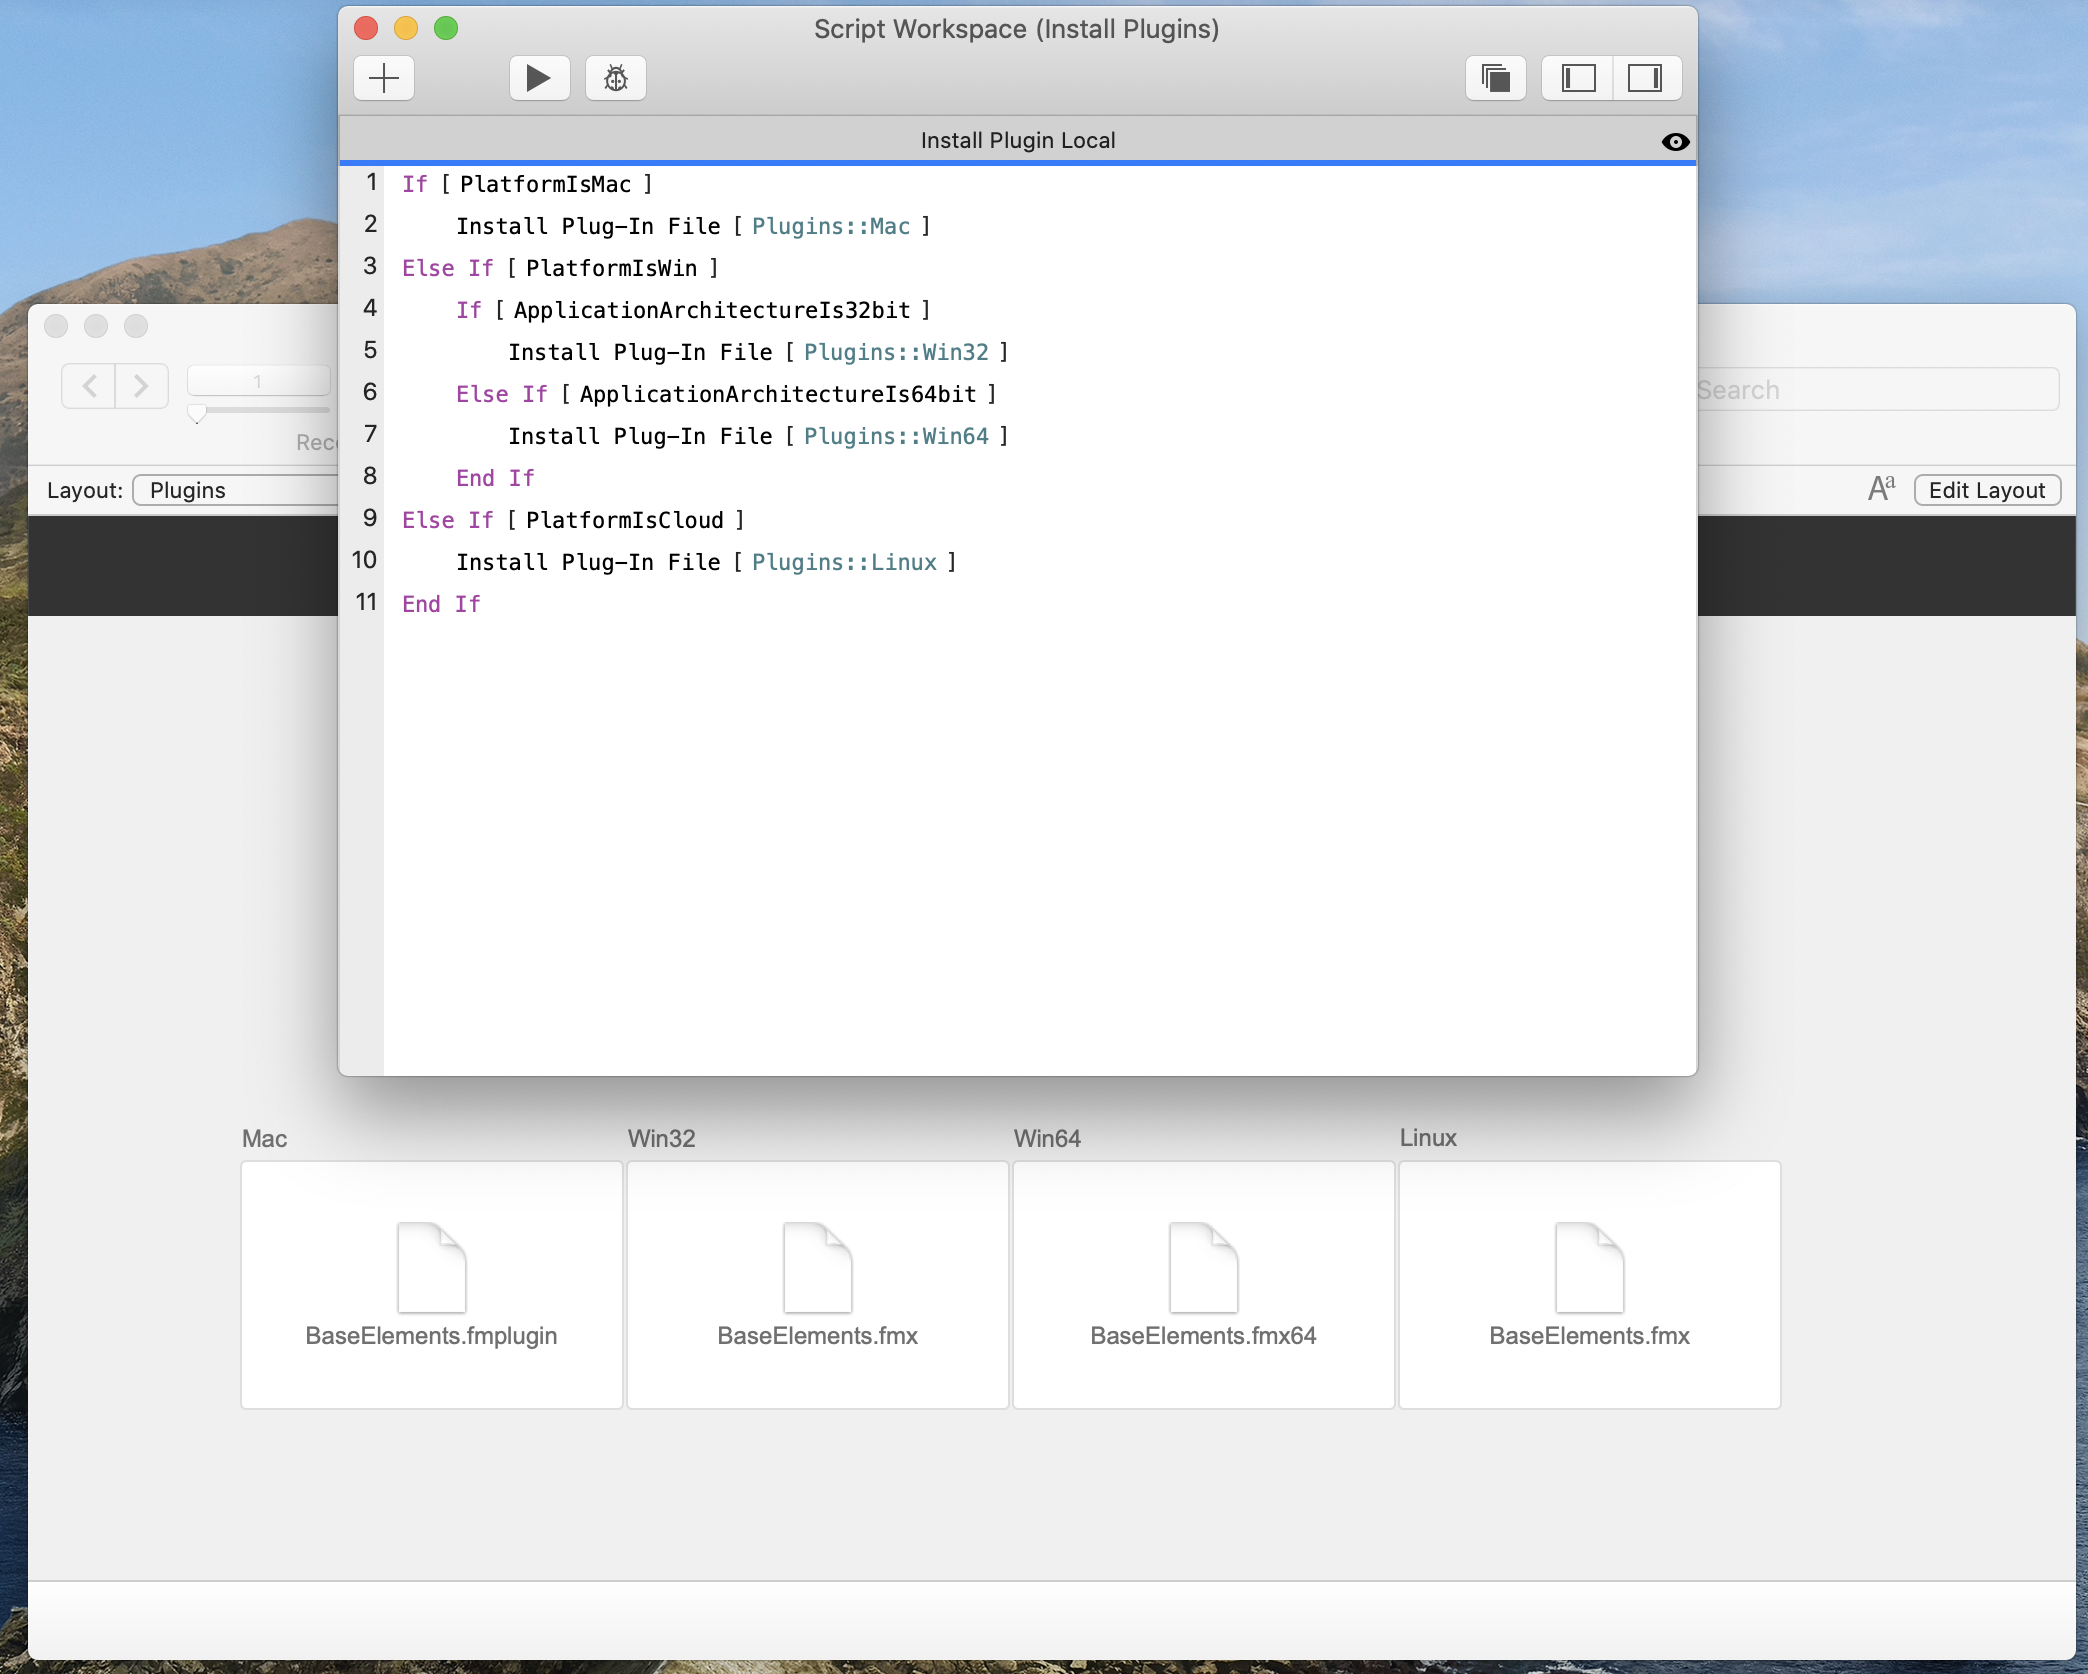 Script Workspace (Install Plugins)
Install Plugin Local
1 If [ PlatformIsMac ]
2 Install Plug-In File [ Plugins::Mac ]
3 Else If [ PlatformIsWin ]
4 If [ ApplicationArchitectureIs32bit ]
5 Install Plug-In File [ Plugins::Win32 ]
6 Else If [ ApplicationArchitectureIs64bit ]
7 Install Plug-In File [ Plugins::Win64 ]
8 End If
9 Else If [ PlatformIsCloud ]
10 Install Plug-In File [ Plugins::Linux ]
11 End If
1
Search
Layout: Plugins
Aa Edit Layout
Mac Win32 Win64 Linux
BaseElements.fmplugin BaseElements.fmx BaseElements.fmx64 BaseElements.fmx